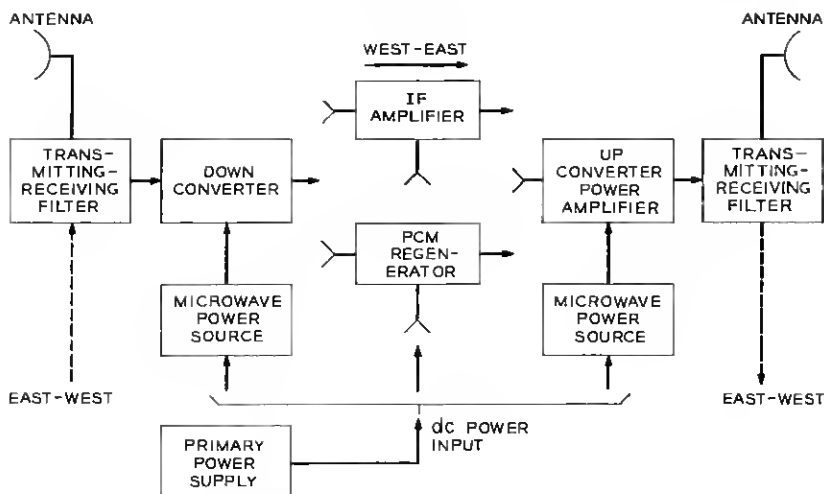 ANTENNA
ANTENNA
WEST-EAST
IF
AMPLIFIER
TRANS-
MITTING-
RECEIVING
FILTER
DOWN
CONVERTER
UP
CONVERTER
POWER
AMPLIFIER
TRANS-
MITTING-
RECEIVING
FILTER
PCM
REGEN-
ERATOR
MICROWAVE
POWER
SOURCE
MICROWAVE
POWER
SOURCE
EAST-WEST
EAST-WEST
dc POWER
INPUT
PRIMARY
POWER
SUPPLY